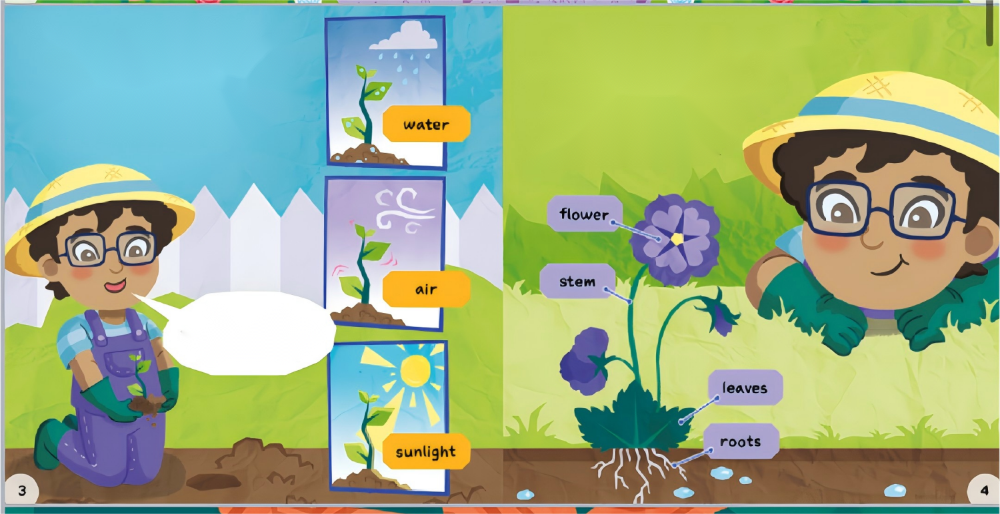 water
air
sunlight
3
flower
stem
leaves
roots
4